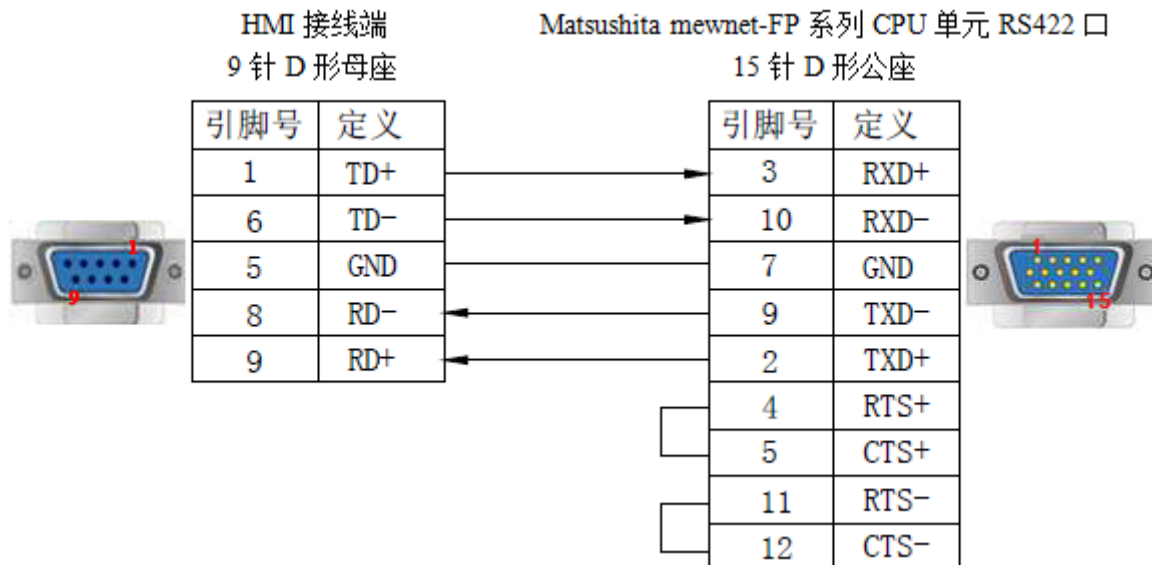 HMI 接线端
9 针 D 形母座
Matsushita mewnet-FP 系列 CPU 单元 RS422 口
15 针 D 形公座
引脚号 定义
1 TD+
6 TD-
5 GND
8 RD-
9 RD+
引脚号 定义
3 RXD+
10 RXD-
7 GND
9 TXD-
2 TXD+
4 RTS+
5 CTS+
11 RTS-
12 CTS-
1
9
1
15